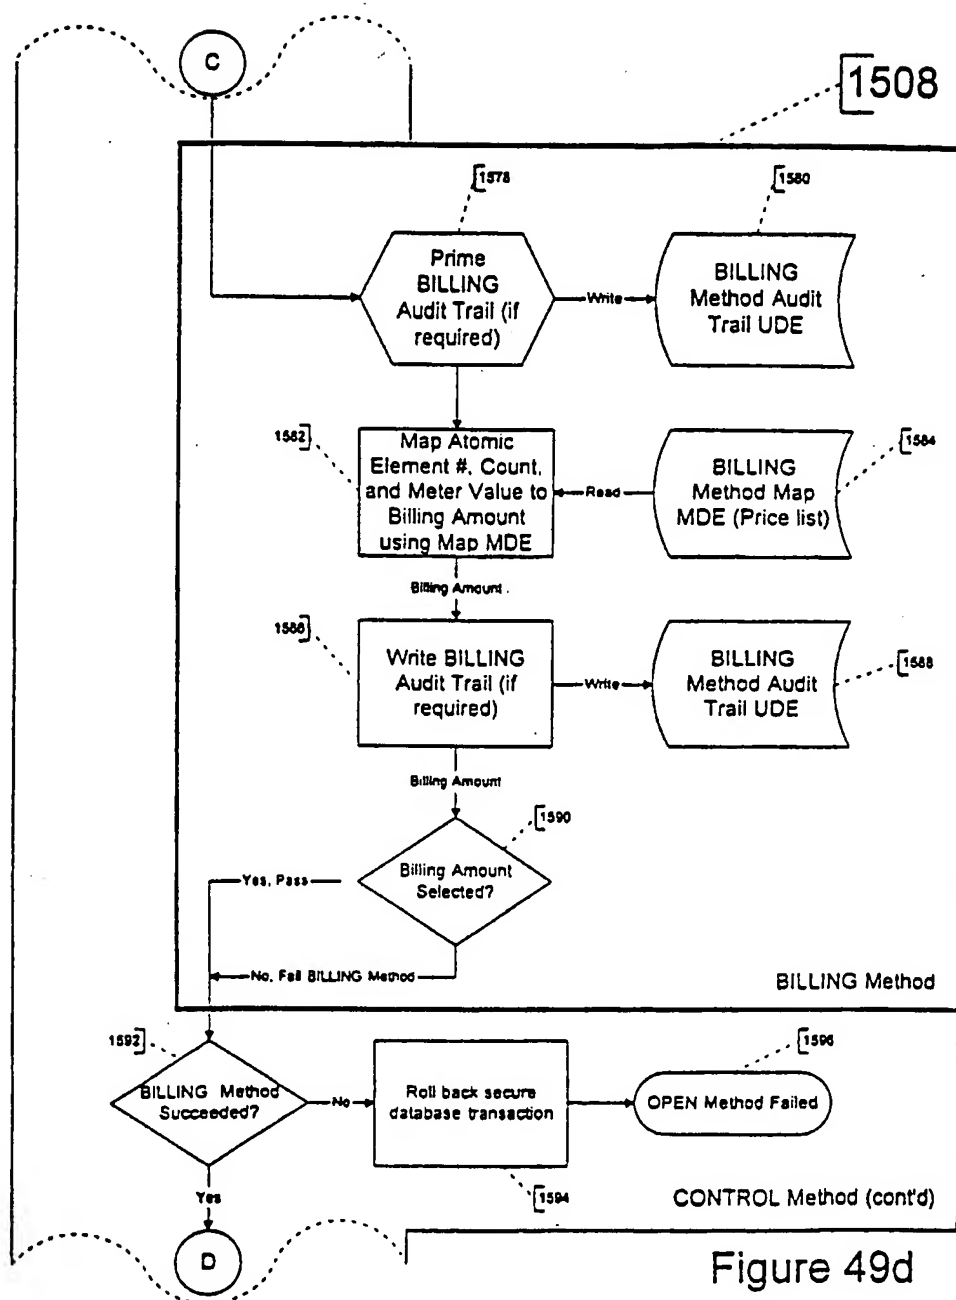 C
1508
1578
1580
Prime
BILLING
Audit Trail (if
required)
Write
BILLING
Method Audit
Trail UDE
1582
Map Atomic
Element #, Count,
and Meter Value to
Billing Amount
using Map MDE
Read
BILLING
Method Map
MDE (Price list)
1584
Billing Amount
1586
Write BILLING
Audit Trail (if
required)
Write
BILLING
Method Audit
Trail UDE
1588
Billing Amount
1590
Billing Amount
Selected?
Yes, Pass
No, Fail BILLING Method
BILLING Method
1592
BILLING Method
Succeeded?
No
Roll back secure
database transaction
1596
OPEN Method Failed
Yes
1594
CONTROL Method (cont'd)
D
Figure 49d